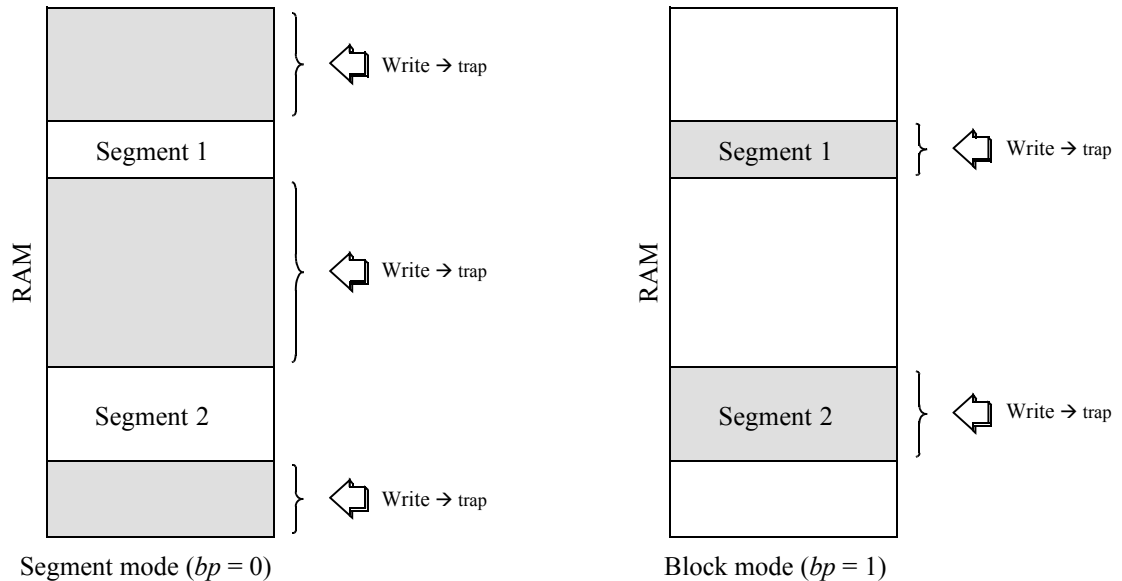 Write → trap
Segment 1
Write → trap
RAM
Segment 2
Write → trap
Segment mode (bp = 0)
Segment 1
Write → trap
RAM
Segment 2
Write → trap
Block mode (bp = 1)